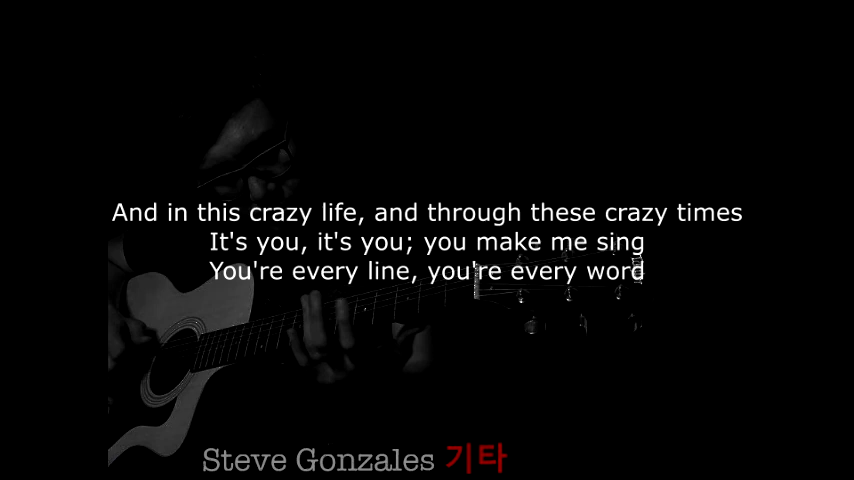 And in this crazy life, and through these crazy times
It's you, it's you; you make me sing
You're every line, you're every word
Steve Gonzales 기타